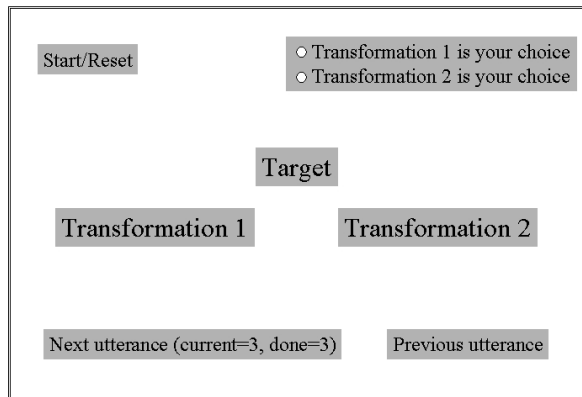 Start/Reset
Transformation 1 is your choice
Transformation 2 is your choice
Target
Transformation 1
Transformation 2
Next utterance (current=3, done=3)
Previous utterance